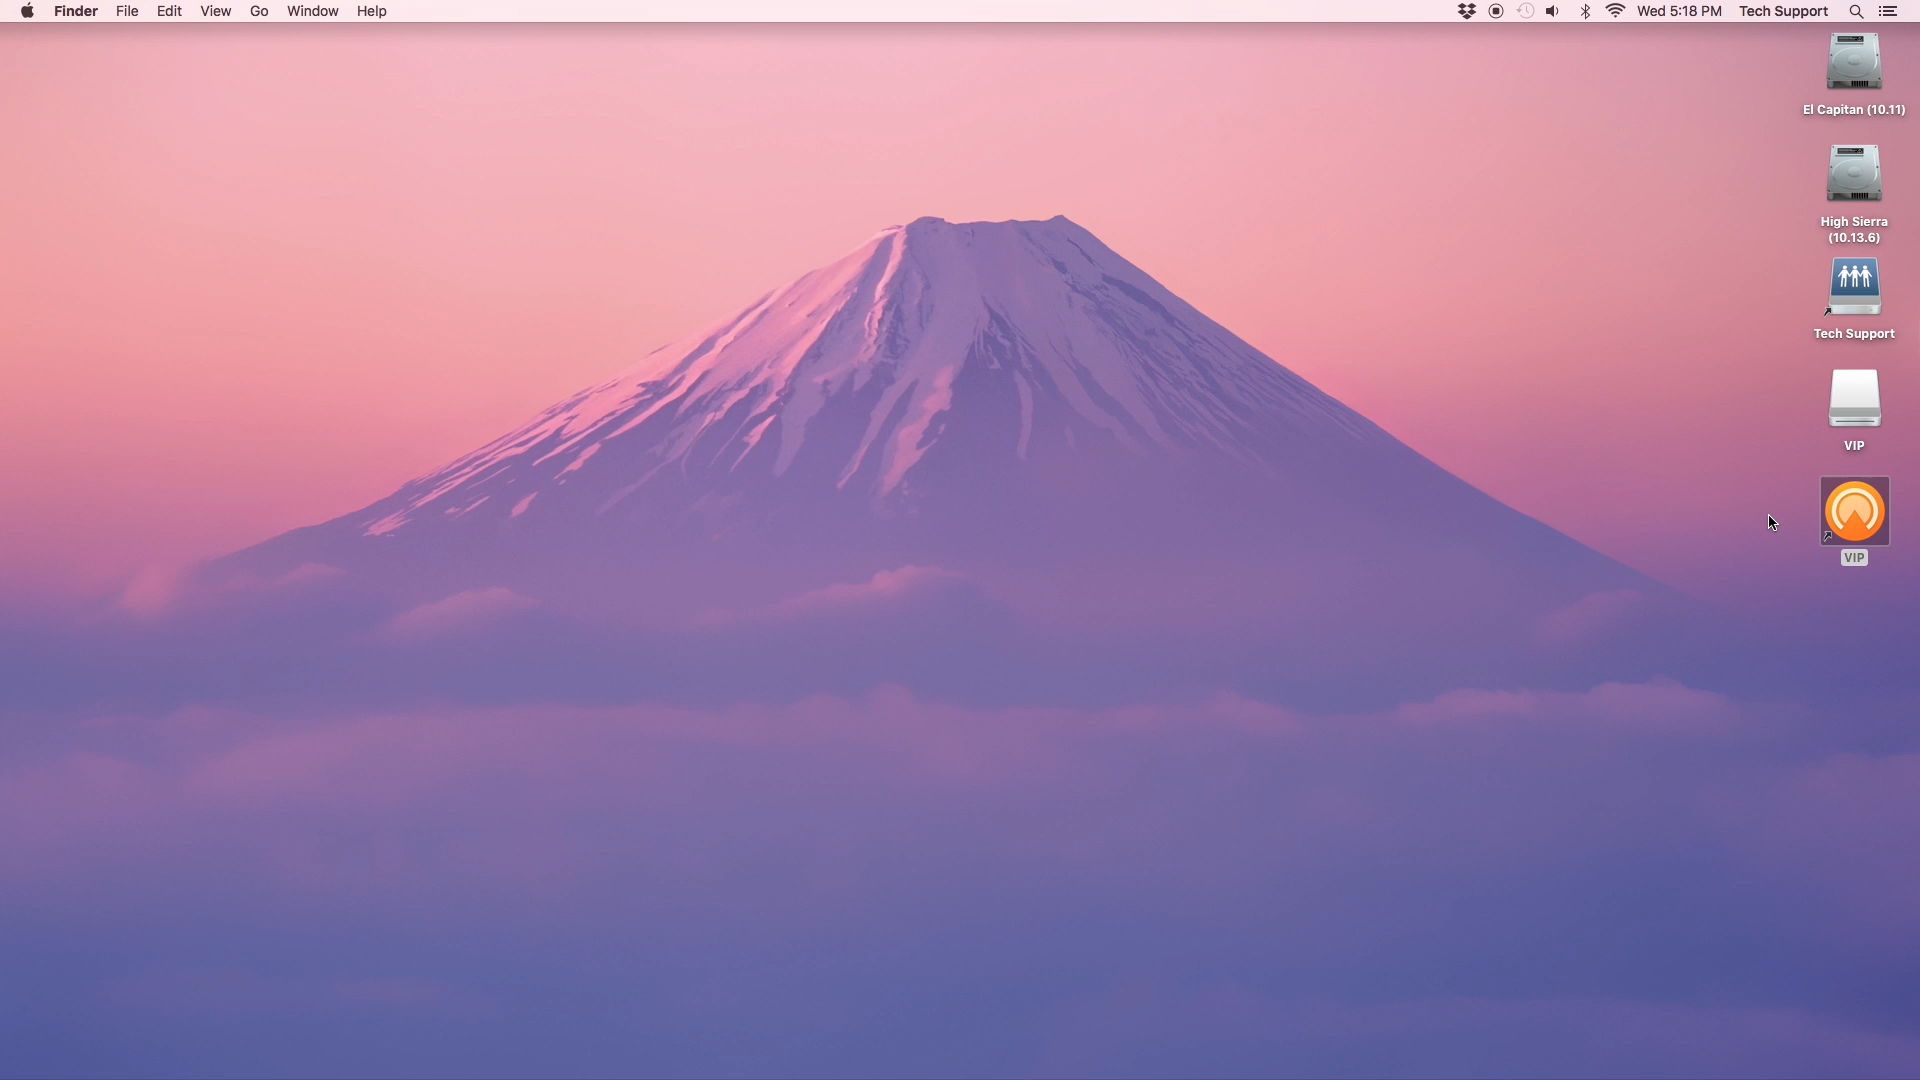 Finder File Edit View Go Window Help Wed 5:18 PM Tech Support
El Capitan (10.11)
High Sierra
(10.13.6)
Tech Support
VIP
VIP